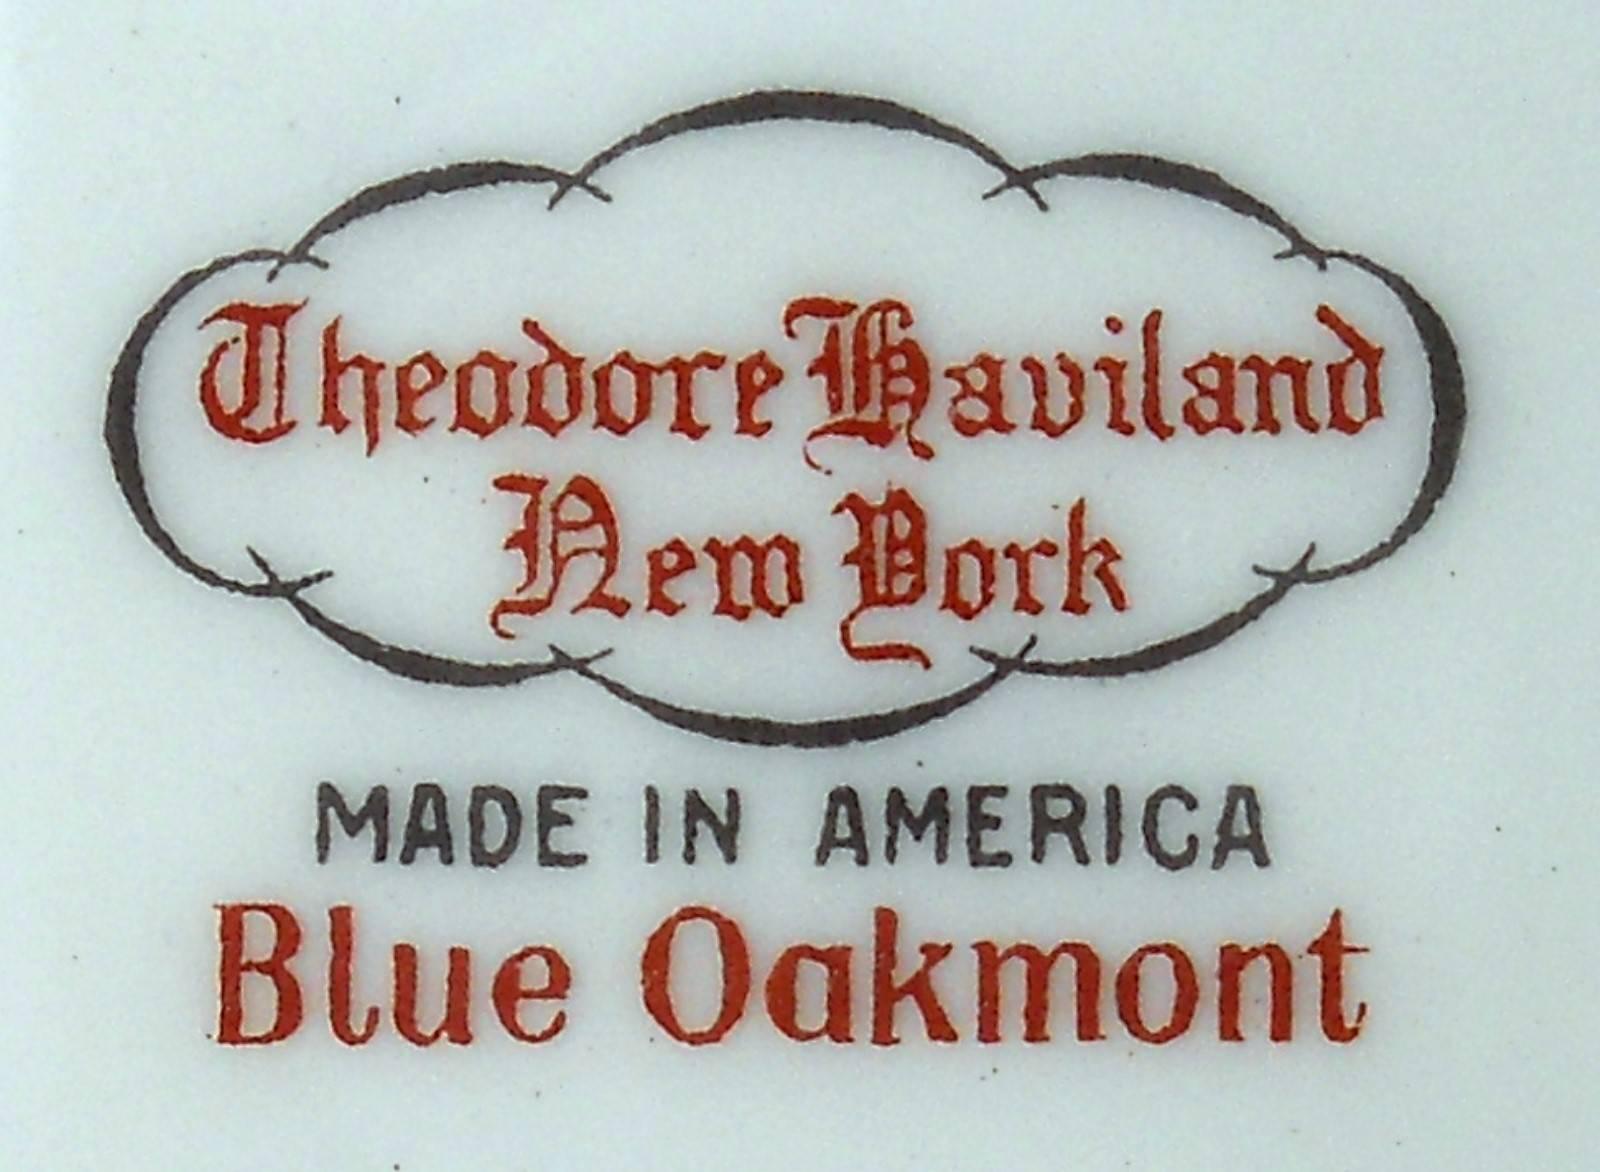 Theodore Haviland
New York
MADE IN AMERICA
Blue Oakmont